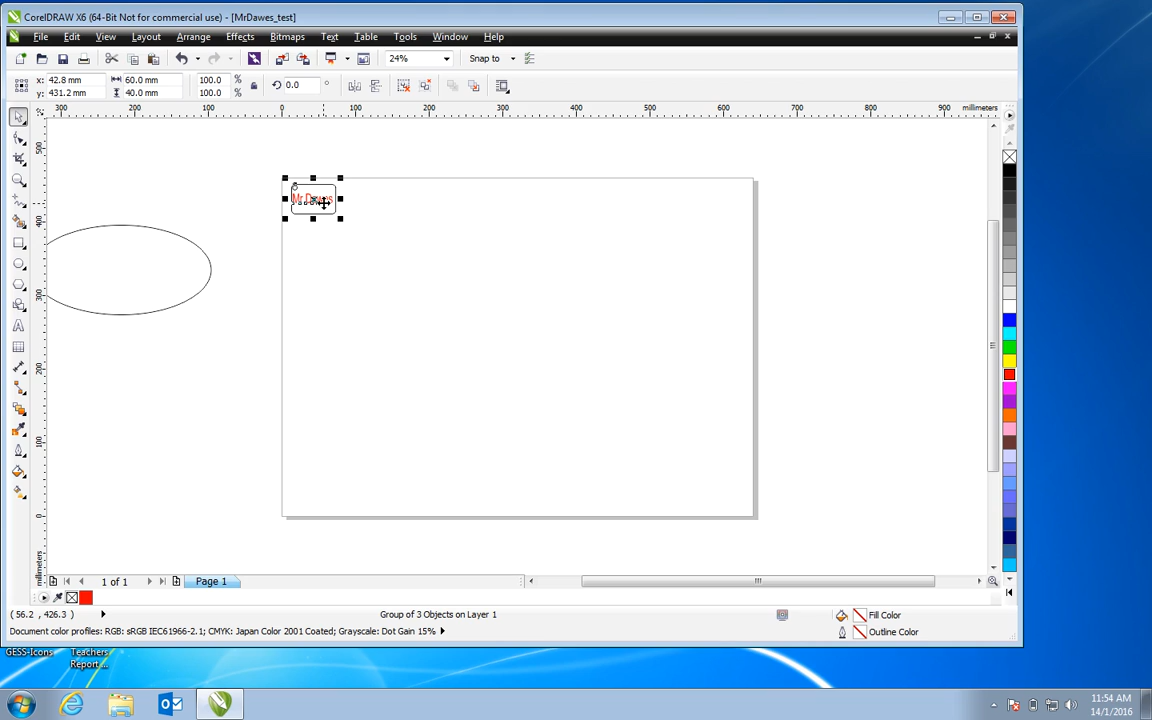 CorelDRAW X6 (64-Bit Not for commercial use) - [MrDawes_test]
File Edit View Layout Arrange Effects Bitmaps Text Table Tools Window Help
24% Snap to
x: 42.8 mm 60.0 mm 100.0 % 0.0 °
y: 431.2 mm 40.0 mm 100.0 %
300 200 100 0 100 200 300 400 500 600 700 800 900 millimeters
500
400
300
200
100
0
millimeters
Mr Dawes
1 of 1 Page 1
( 56.2 , 426.3 ) Group of 3 Objects on Layer 1 Fill Color
Document color profiles: RGB: sRGB IEC61966-2.1; CMYK: Japan Color 2001 Coated; Grayscale: Dot Gain 15% Outline Color
GESS-Icons Teachers
Report ...
11:54 AM
14/1/2016